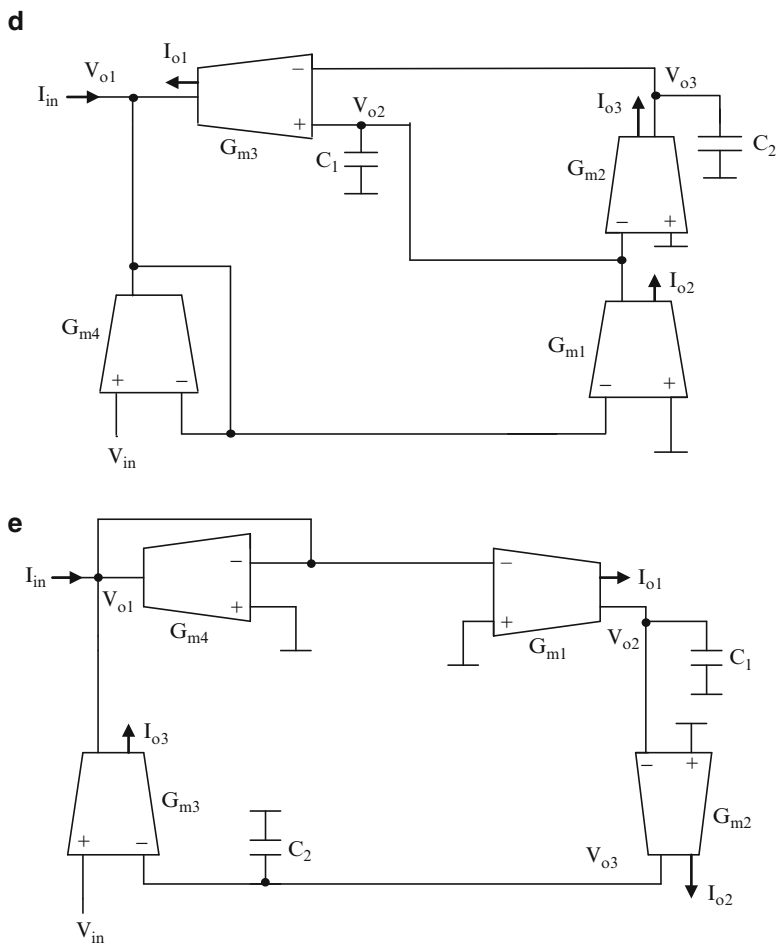 d
I_o1
V_o1
I_in
−
V_o3
V_o2
I_o3
+
G_m3
C_1
G_m2
C_2
−
+
I_o2
G_m4
G_m1
+
−
−
+
V_in
e
I_in
−
−
I_o1
V_o1
+
+
G_m4
G_m1
V_o2
C_1
I_o3
−
+
G_m3
G_m2
+
−
C_2
V_o3
I_o2
V_in